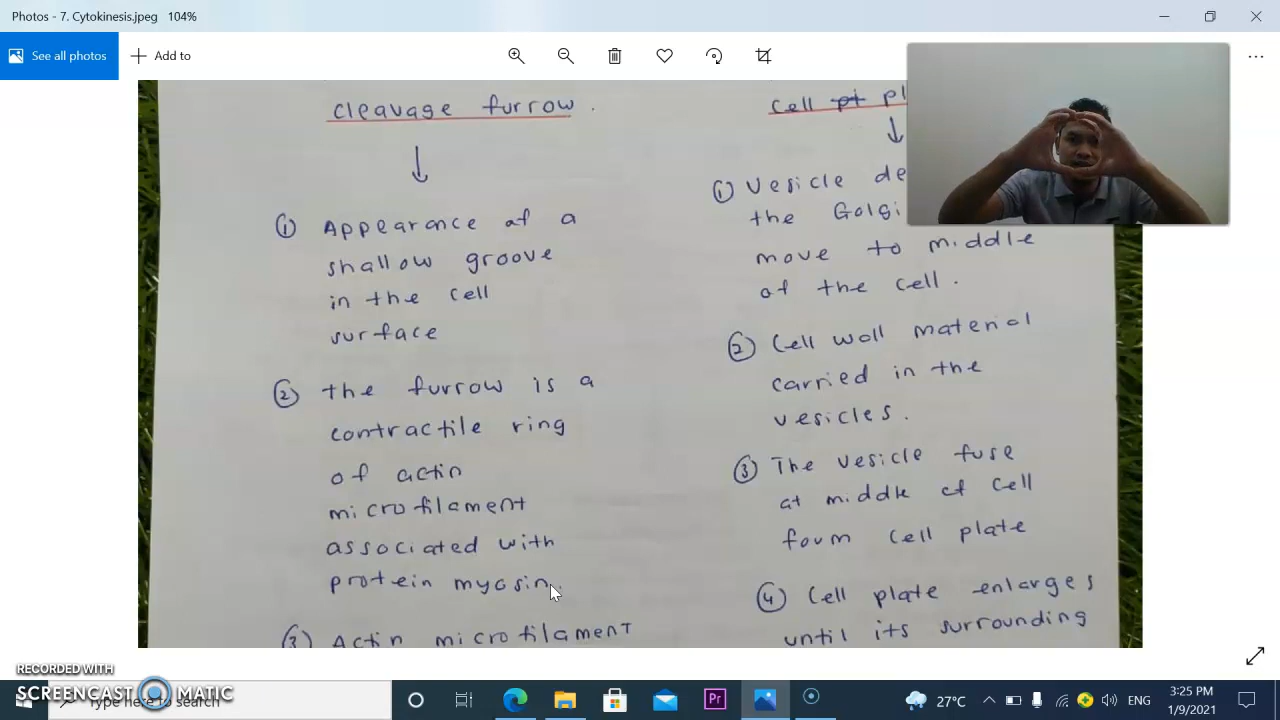 Photos - 7. Cytokinesis.jpeg 104%
See all photos
Add to
Cleavage furrow .
① Appearance of a
shallow groove
in the cell
surface
② the furrow is a
contractile ring
of actin
microfilament
associated with
protein myosin.
③ Actin microfilament
Cell
① Vesicle de
the Golgi
move to middle
of the cell .
② Cell wall material
carried in the
vesicles .
③ The vesicle fuse
at middle of cell
form cell plate
④ Cell plate enlarges
until its surrounding
RECORDED WITH
SCREENCAST MATIC
Type here to search
Pr
27°C
ENG
3:25 PM
1/9/2021